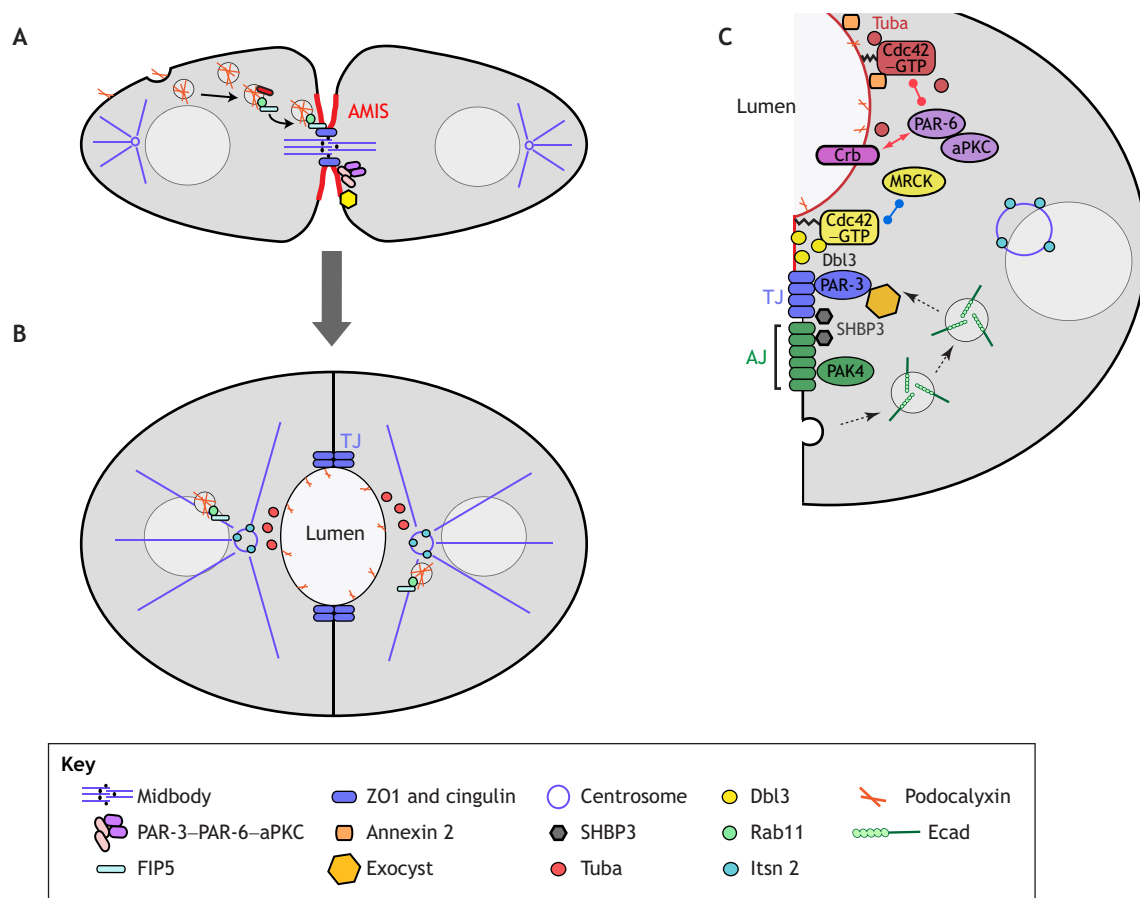 A
AMIS
B
TJ
Lumen
C
Tuba
Cdc42
–GTP
Lumen
PAR-6
aPKC
Crb
MRCK
Cdc42
–GTP
Dbl3
TJ
PAR-3
SHBP3
AJ
PAK4
Key
Midbody
ZO1 and cingulin
Centrosome
Dbl3
Podocalyxin
PAR-3–PAR-6–aPKC
Annexin 2
SHBP3
Rab11
Ecad
FIP5
Exocyst
Tuba
Itsn 2